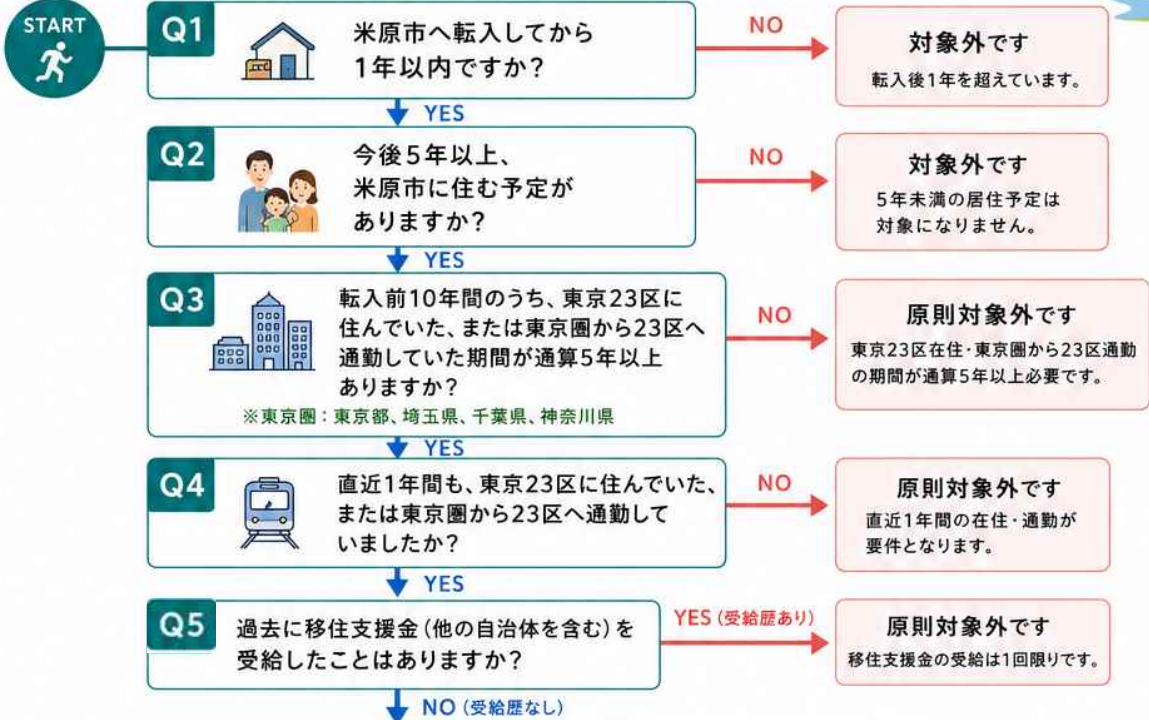 START
Q1
米原市へ転入してから
1年以内ですか?
NO
対象外です
転入後1年を超えています。
YES
Q2
今後5年以上、
米原市に住む予定が
ありますか?
NO
対象外です
5年未満の居住予定は
対象になりません。
YES
Q3
転入前10年間のうち、東京23区に
住んでいた、または東京圏から23区へ
通勤していた期間が通算5年以上
ありますか?
※東京圏:東京都、埼玉県、千葉県、神奈川県
NO
原則対象外です
東京23区在住・東京圏から23区通勤
の期間が通算5年以上必要です。
YES
Q4
直近1年間も、東京23区に住んでいた、
または東京圏から23区へ通勤して
いましたか?
NO
原則対象外です
直近1年間の在住・通勤が
要件となります。
YES
Q5
過去に移住支援金(他の自治体を含む)を
受給したことはありますか?
YES(受給歴あり)
原則対象外です
移住支援金の受給は1回限りです。
NO(受給歴なし)